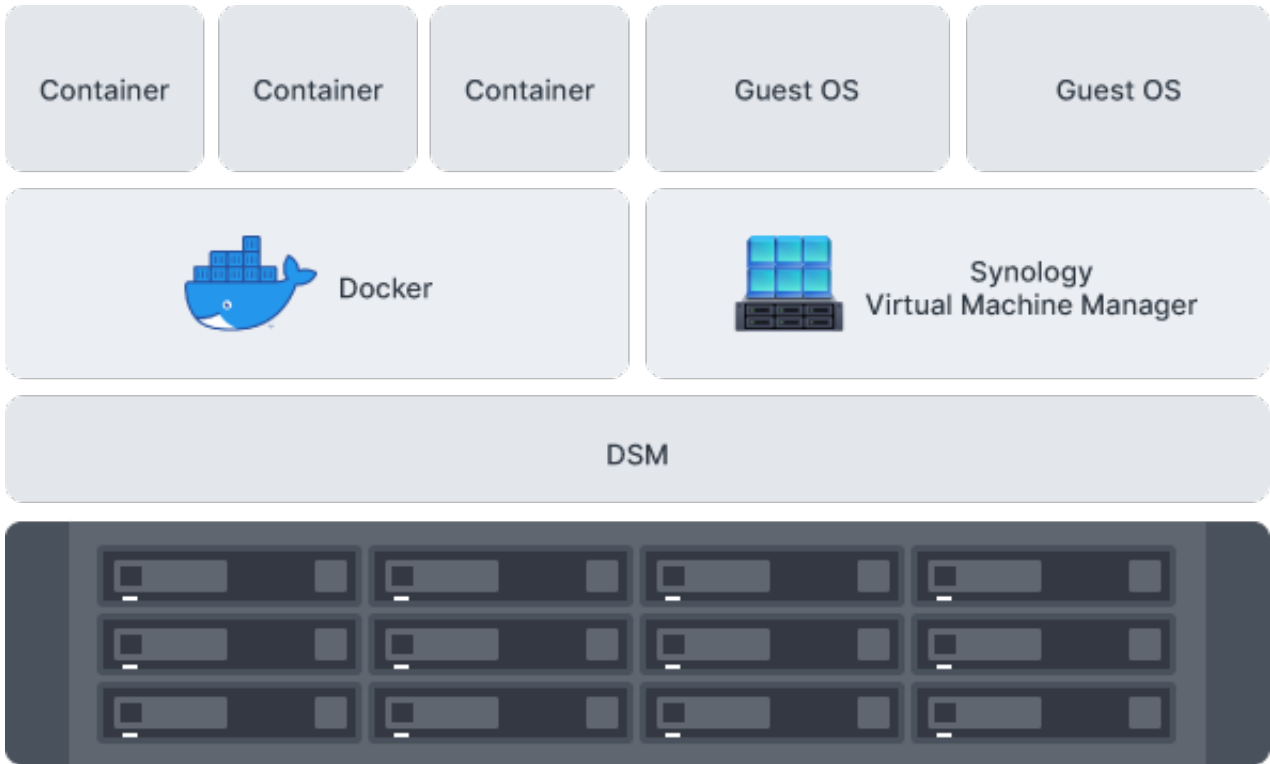 Container
Container
Container
Guest OS
Guest OS
Docker
Synology
Virtual Machine Manager
DSM